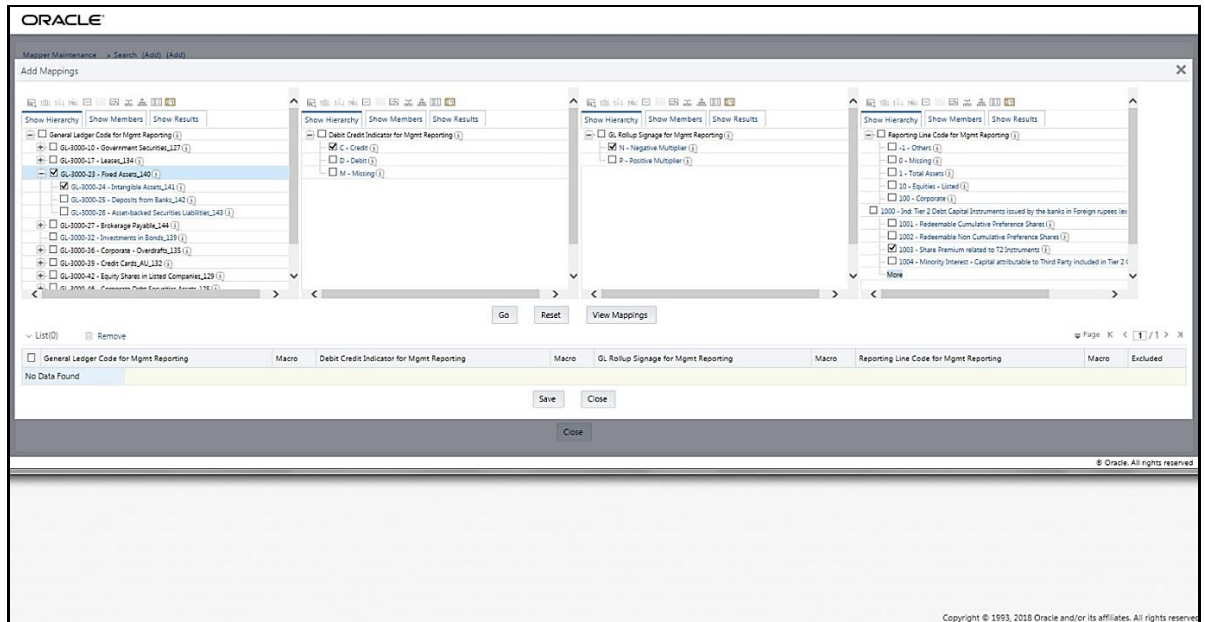 ORACLE
Mapper Maintenance » Search (Add) (Add)
Add Mappings
Show Hierarchy Show Members Show Results
General Ledger Code for Mgmt Reporting
GL-3000-10 - Government Securities_127
GL-3000-17 - Leases_134
GL-3000-23 - Fixed Assets_140
GL-3000-24 - Intangible Assets_141
GL-3000-25 - Deposits from Banks_142
GL-3000-26 - Asset-backed Securities Liabilities_143
GL-3000-27 - Brokerage Payable_144
GL-3000-32 - Investments in Bonds_139
GL-3000-36 - Corporate - Overdrafts_135
GL-3000-39 - Credit Cards_AU_132
GL-3000-42 - Equity Shares in Listed Companies_129
GL-3000-46 - Corporate Debt Securities Assets_125
Show Hierarchy Show Members Show Results
Debit Credit Indicator for Mgmt Reporting
C - Credit
D - Debit
M - Missing
Show Hierarchy Show Members Show Results
GL Rollup Signage for Mgmt Reporting
N - Negative Multiplier
P - Positive Multiplier
Show Hierarchy Show Members Show Results
Reporting Line Code for Mgmt Reporting
-1 - Others
0 - Missing
1 - Total Assets
10 - Equities - Listed
100 - Corporate
1000 - Ind: Tier 2 Debt Capital Instruments issued by the banks in Foreign rupees (ex
1001 - Redeemable Cumulative Preference Shares
1002 - Redeemable Non Cumulative Preference Shares
1003 - Share Premium related to T2 Instruments
1004 - Minority Interest - Capital attributable to Third Party included in Tier 2 C
More
Go Reset View Mappings
List(0) Remove Page 1 / 1
General Ledger Code for Mgmt Reporting Macro Debit Credit Indicator for Mgmt Reporting Macro GL Rollup Signage for Mgmt Reporting Macro Reporting Line Code for Mgmt Reporting Macro Excluded
No Data Found
Save Close
Close
® Oracle, All rights reserved
Copyright © 1993, 2018 Oracle and/or its affiliates. All rights reserved